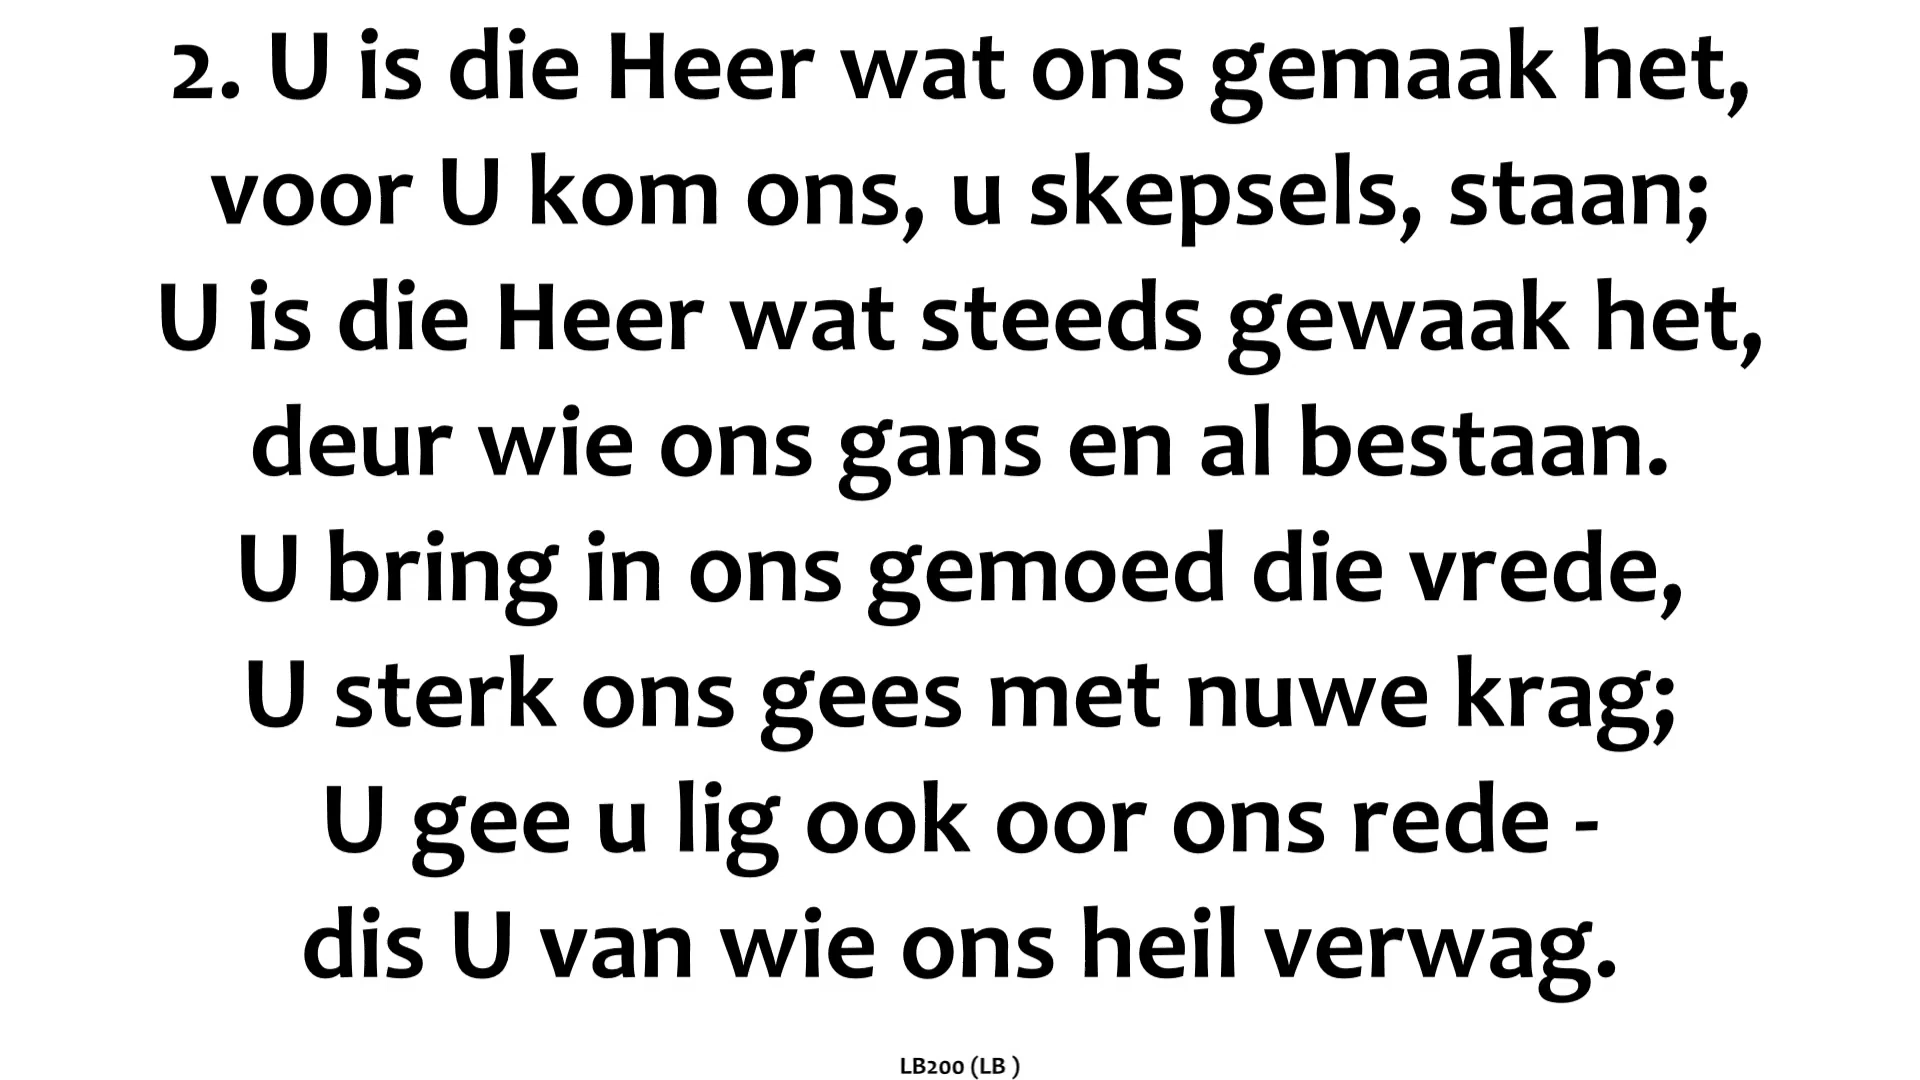 2. U is die Heer wat ons gemaak het,
voor U kom ons, u skepsels, staan;
U is die Heer wat steeds gewaak het,
deur wie ons gans en al bestaan.
U bring in ons gemoed die vrede,
U sterk ons gees met nuwe krag;
U gee u lig ook oor ons rede -
dis U van wie ons heil verwag.
LB200 (LB )